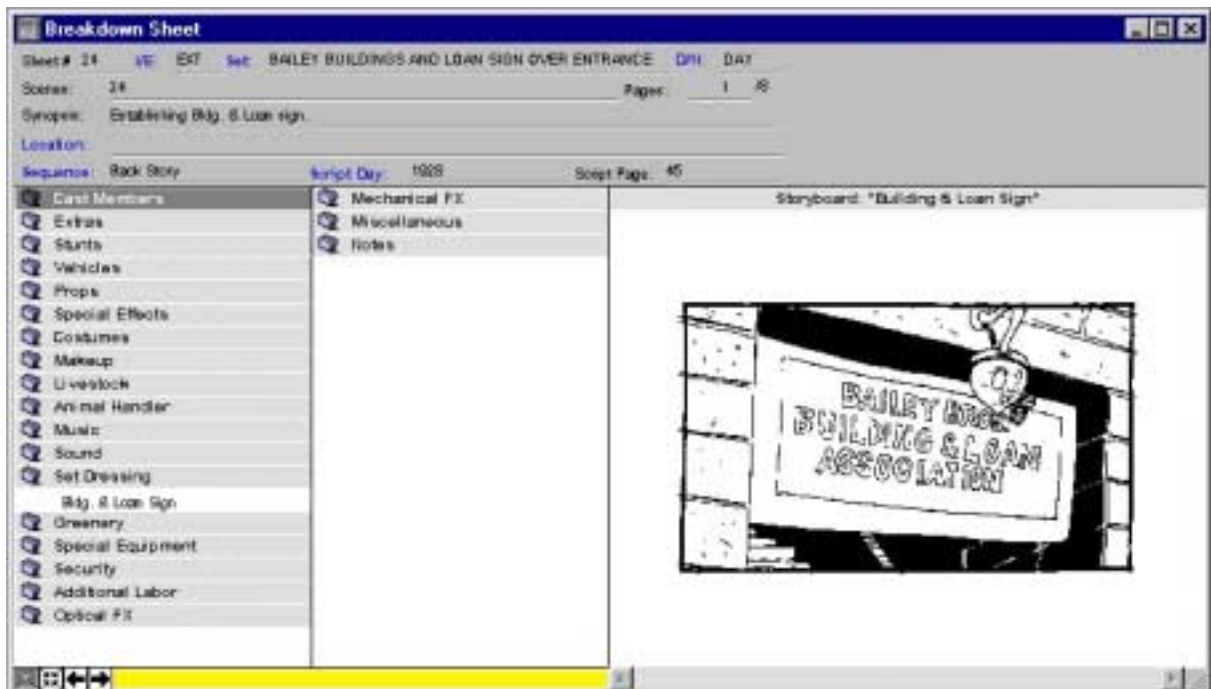 Breakdown Sheet
Sheet # 24 I/E: EXT Set: BAILEY BUILDINGS AND LOAN SIGN OVER ENTRANCE D/N: DAY
Scenes: 24 Pages: 1 /8
Synopsis: Establishing Bldg. & Loan sign.
Location:
Sequence: Back Story Script Day: 1928 Script Page: 45
Cast Members
Extras
Stunts
Vehicles
Props
Special Effects
Costumes
Makeup
Livestock
Animal Handler
Music
Sound
Set Dressing
Bldg. & Loan Sign
Greenery
Special Equipment
Security
Additional Labor
Optical FX
Mechanical FX
Miscellaneous
Notes
Storyboard: "Building & Loan Sign"
BAILEY BROS
BUILDING & LOAN
ASSOCIATION